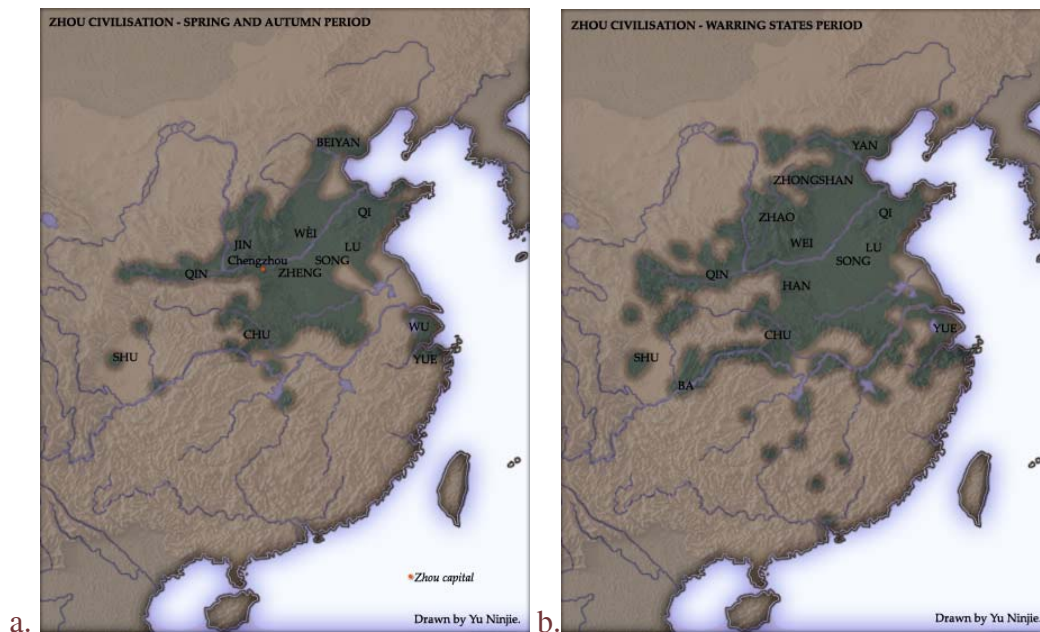 ZHOU CIVILISATION - SPRING AND AUTUMN PERIOD
BEIYAN
QI
WÈI
JIN
LU
Chengzhou
SONG
QIN
ZHENG
CHU
WU
SHU
YUE
Zhou capital
Drawn by Yu Ninjie.
a.
ZHOU CIVILISATION - WARRING STATES PERIOD
YAN
ZHONGSHAN
QI
ZHAO
WEI
LU
SONG
QIN
HAN
CHU
YUE
SHU
BA
Drawn by Yu Ninjie.
b.